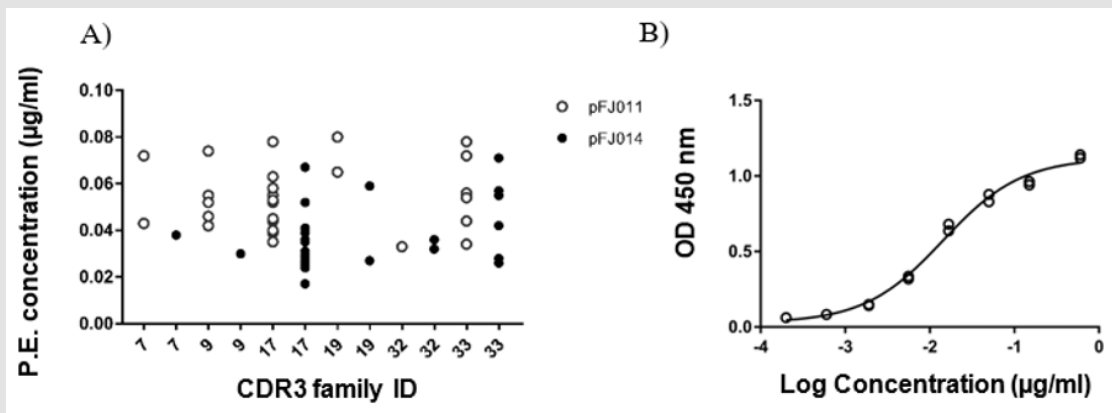 A)
P.E. concentration (µg/ml)
0.10
0.08
0.06
0.04
0.02
0.00
7 7 9 9 17 17 19 19 32 32 33 33
CDR3 family ID
pFJ011
pFJ014
B)
OD 450 nm
1.5
1.0
0.5
0.0
-4 -3 -2 -1 0
Log Concentration (µg/ml)